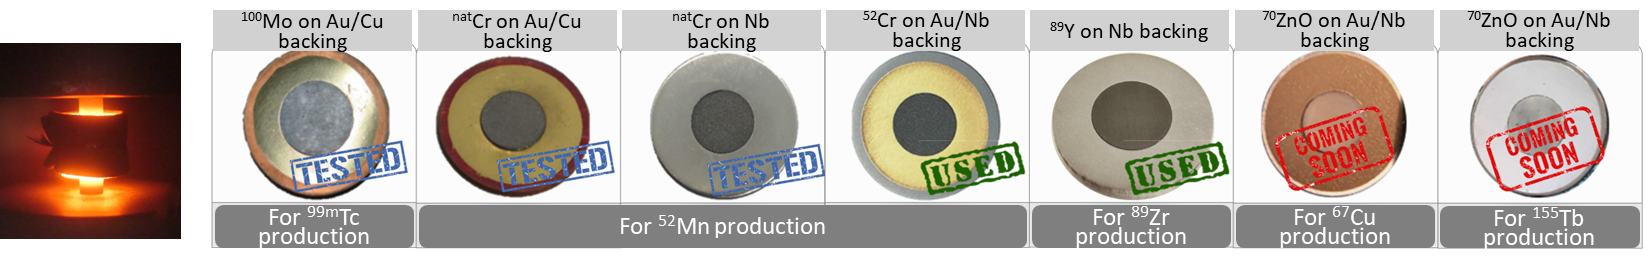 ¹⁰⁰Mo on Au/Cu
backing
ⁿᵃᵗCr on Au/Cu
backing
ⁿᵃᵗCr on Nb
backing
⁵²Cr on Au/Nb
backing
⁸⁹Y on Nb backing
⁷⁰ZnO on Au/Nb
backing
⁷⁰ZnO on Au/Nb
backing
TESTED
TESTED
TESTED
USED
USED
COMING
SOON
COMING
SOON
For ⁹⁹ᵐTc
production
For ⁵²Mn production
For ⁸⁹Zr
production
For ⁶⁷Cu
production
For ¹⁵⁵Tb
production